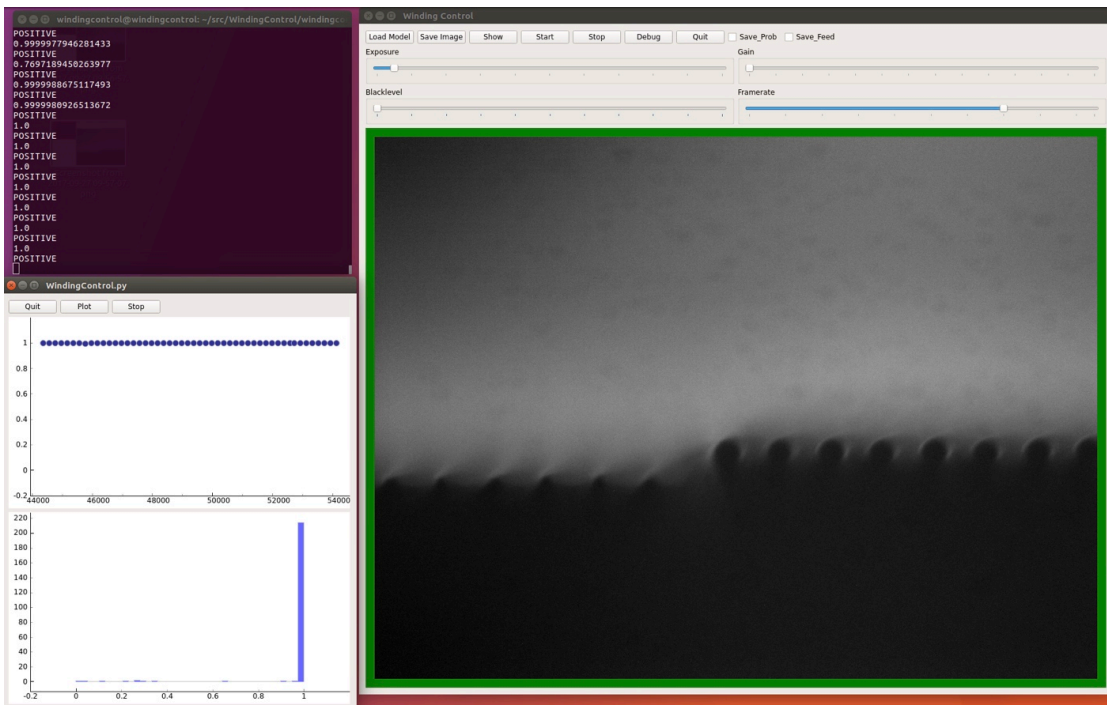 windingcontrol@windingcontrol: ~/src/WindingControl/windingco
POSITIVE
0.9999977946281433
POSITIVE
0.7697189450263977
POSITIVE
0.9999988675117493
POSITIVE
0.9999980926513672
POSITIVE
1.0
POSITIVE
1.0
POSITIVE
1.0
POSITIVE
1.0
POSITIVE
1.0
POSITIVE
1.0
POSITIVE
1.0
POSITIVE
WindingControl.py
Quit Plot Stop
1
0.8
0.6
0.4
0.2
0
-0.2
44000 46000 48000 50000 52000 54000
220
200
180
160
140
120
100
80
60
40
20
0
-0.2 0 0.2 0.4 0.6 0.8 1
Winding Control
Load Model Save Image Show Start Stop Debug Quit Save_Prob Save_Feed
Exposure Gain
Blacklevel Framerate